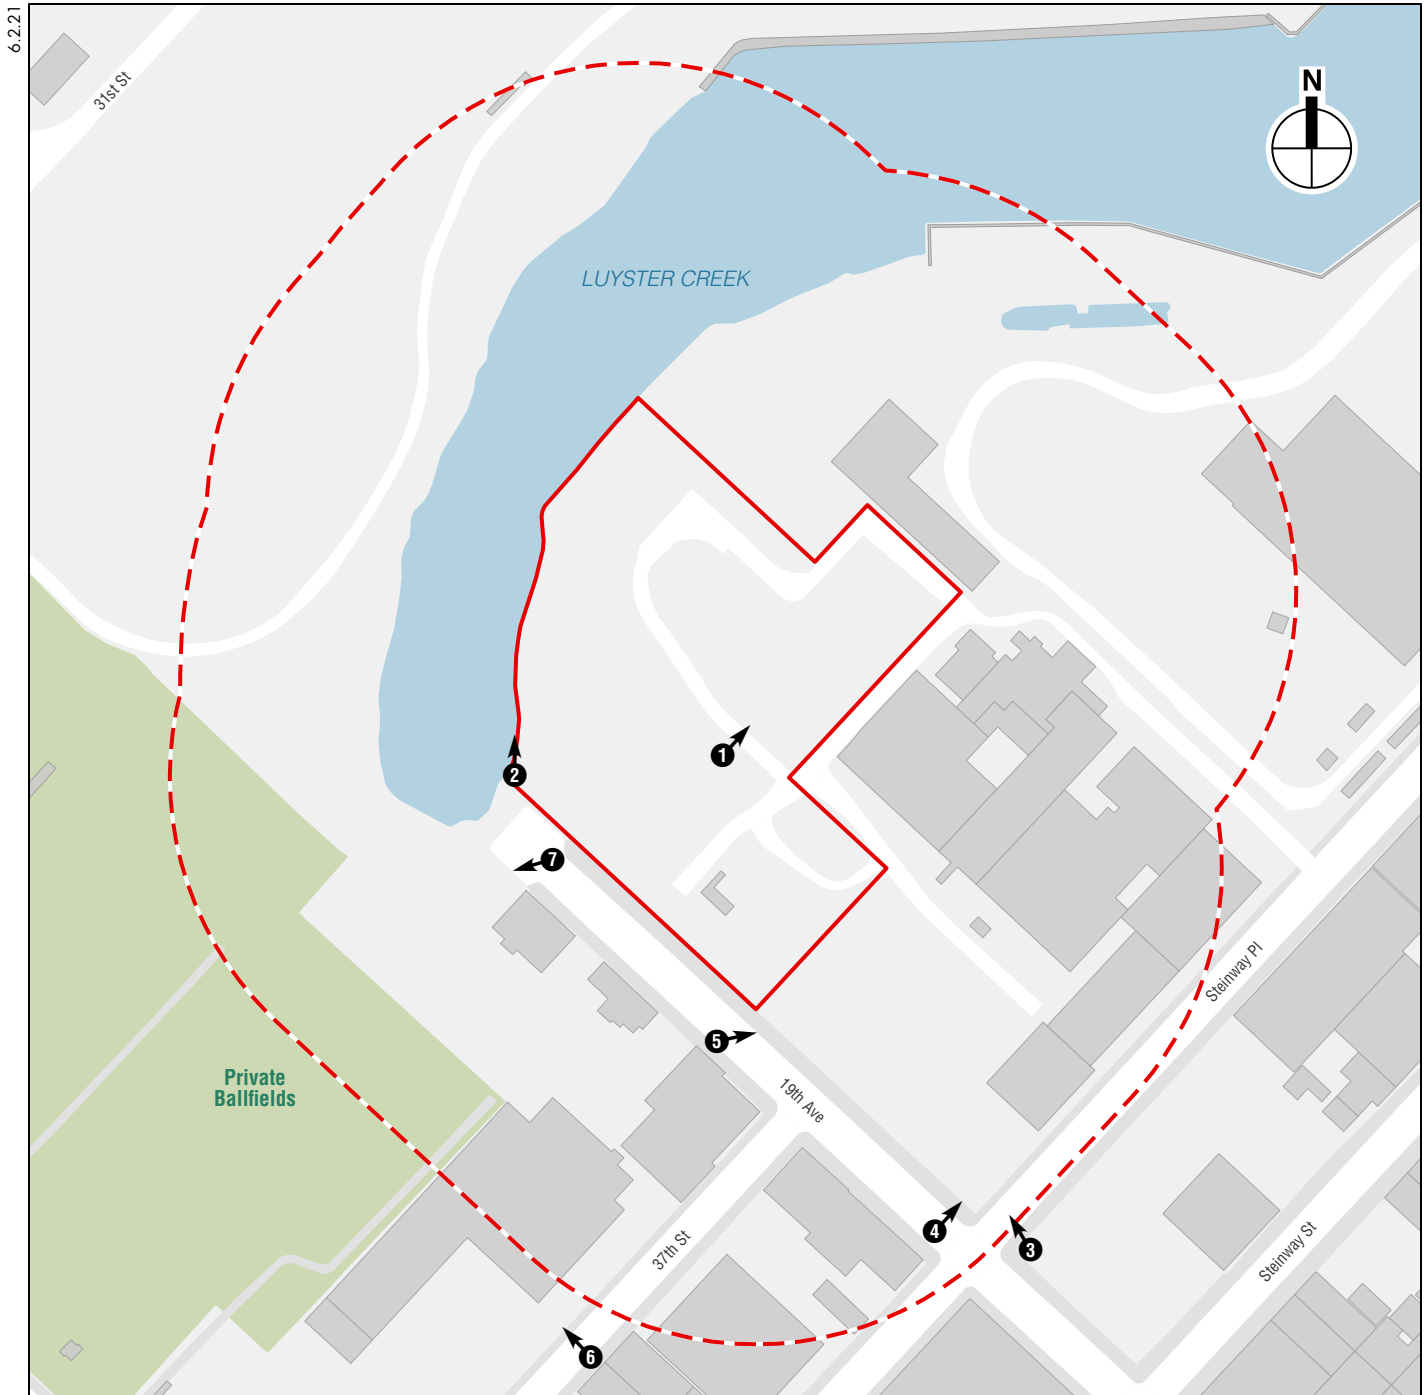 6.2.21
31st St
N
LUYSTER CREEK
1
2
7
Steinway Pl
5
Private
Ballfields
19th Ave
4
3
37th St
Steinway St
6